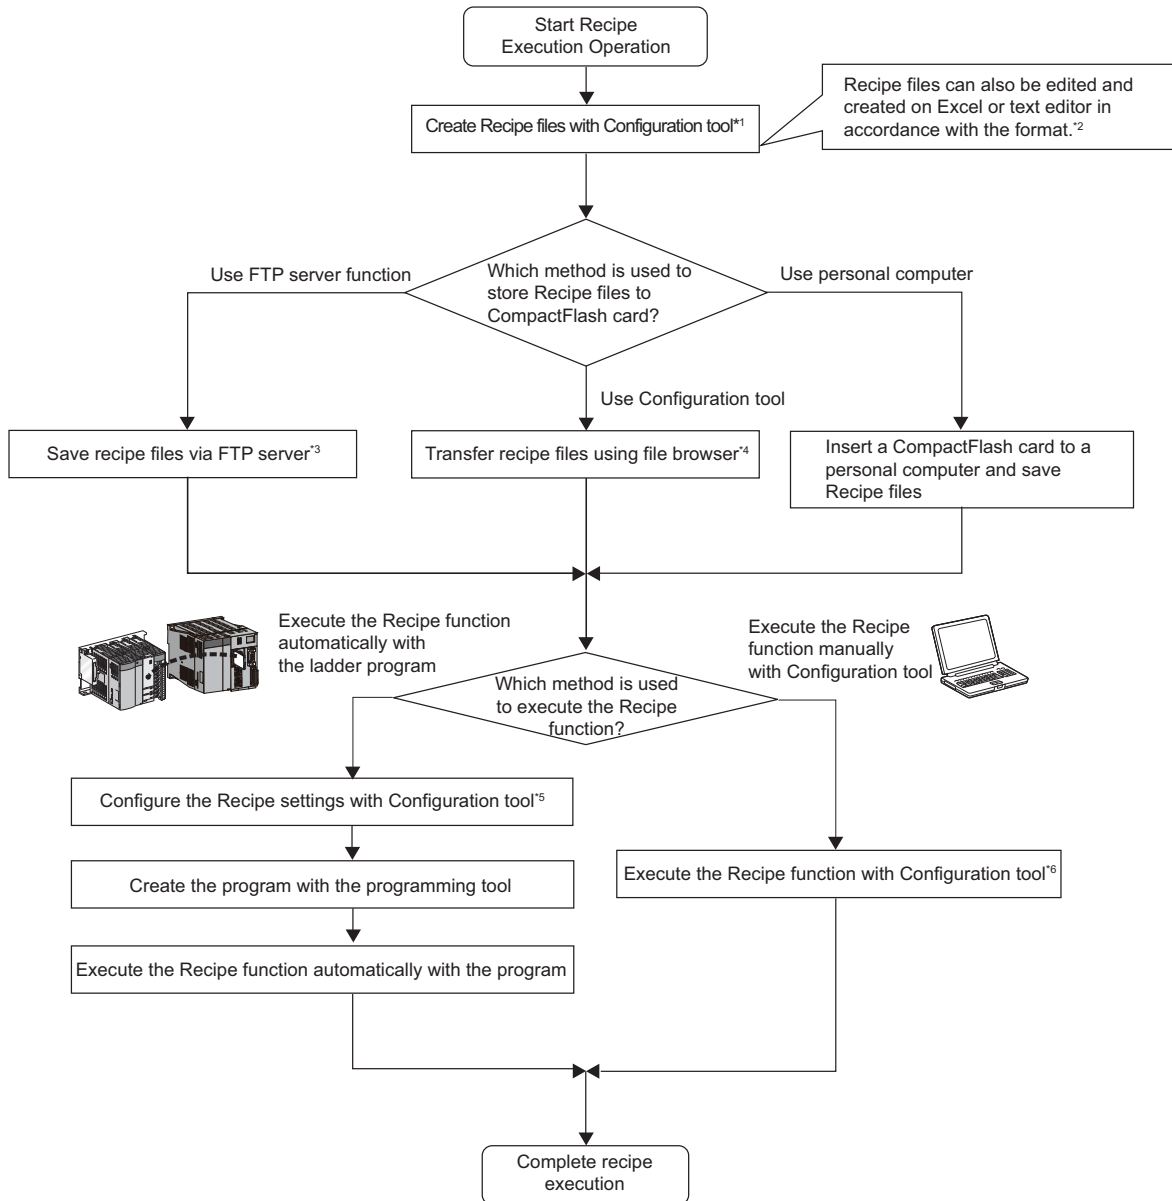 Start Recipe
Execution Operation
Create Recipe files with Configuration tool*1
Recipe files can also be edited and
created on Excel or text editor in
accordance with the format.*2
Use FTP server function
Which method is used to
store Recipe files to
CompactFlash card?
Use personal computer
Use Configuration tool
Save recipe files via FTP server*3
Transfer recipe files using file browser*4
Insert a CompactFlash card to a
personal computer and save
Recipe files
Execute the Recipe function
automatically with
the ladder program
Execute the Recipe
function manually
with Configuration tool
Which method is used
to execute the Recipe
function?
Configure the Recipe settings with Configuration tool*5
Create the program with the programming tool
Execute the Recipe function automatically with the program
Execute the Recipe function with Configuration tool*6
Complete recipe
execution